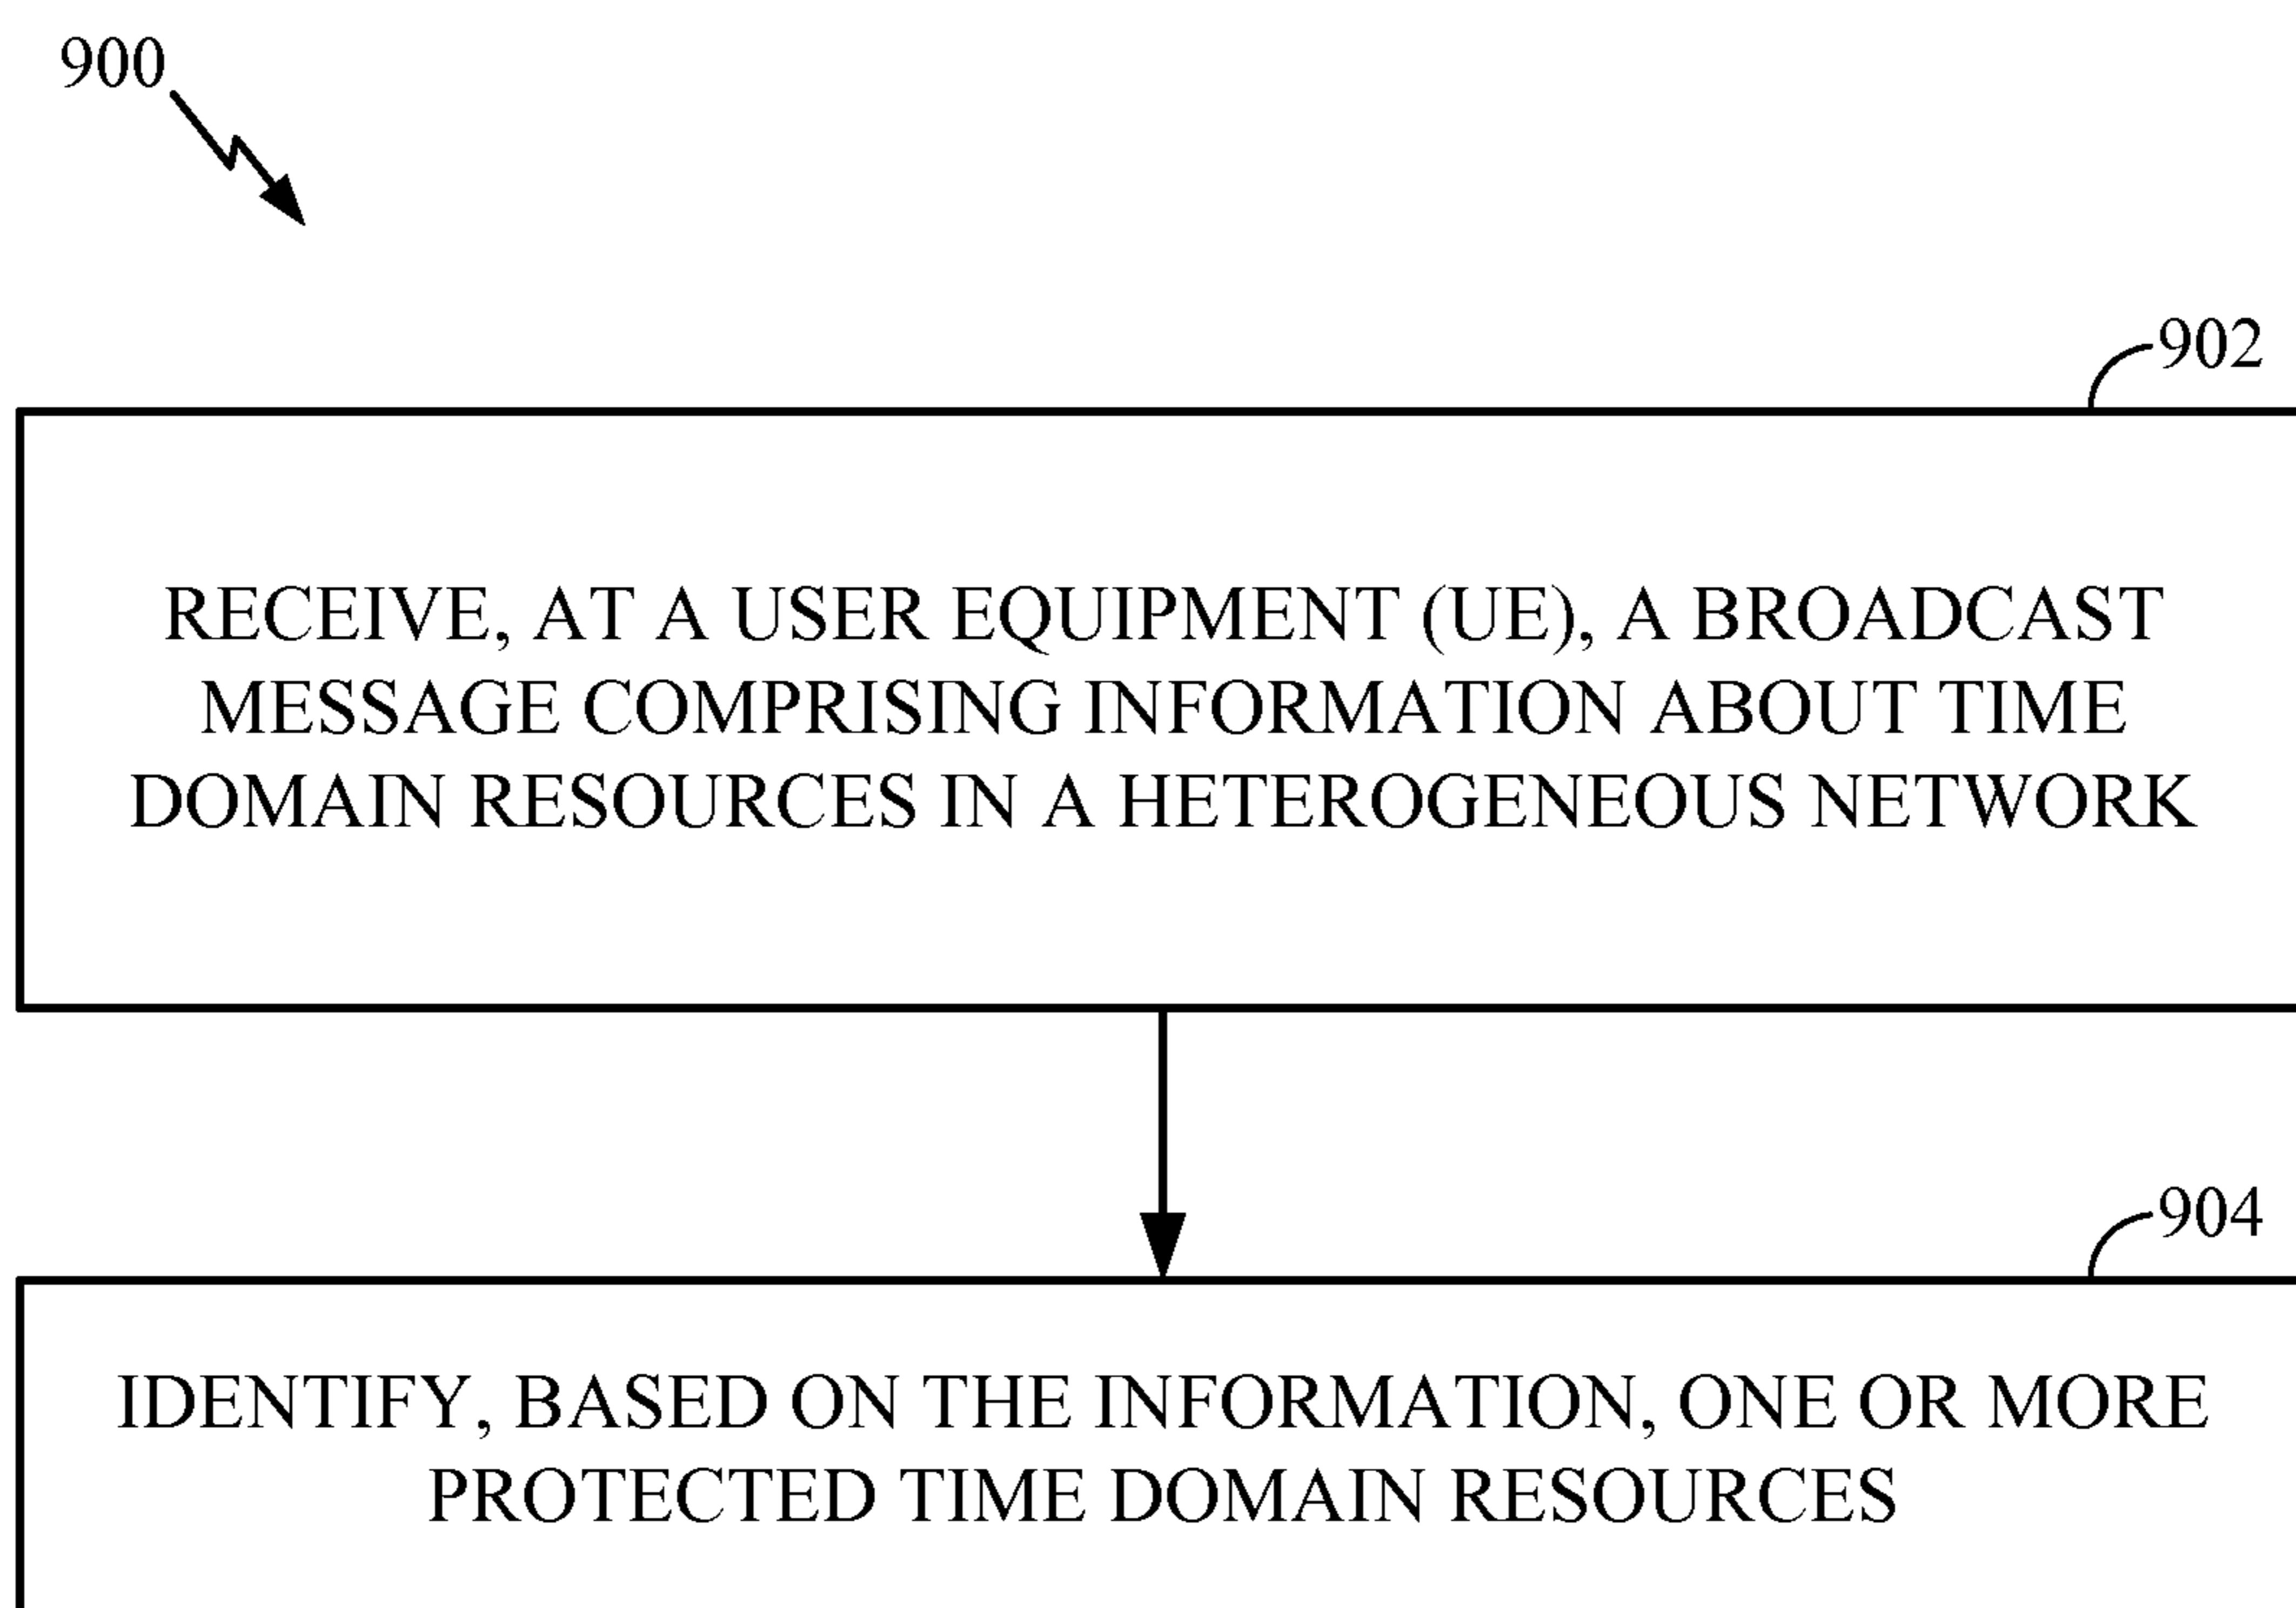 900
902
RECEIVE, AT A USER EQUIPMENT (UE), A BROADCAST
MESSAGE COMPRISING INFORMATION ABOUT TIME
DOMAIN RESOURCES IN A HETEROGENEOUS NETWORK
904
IDENTIFY, BASED ON THE INFORMATION, ONE OR MORE
PROTECTED TIME DOMAIN RESOURCES